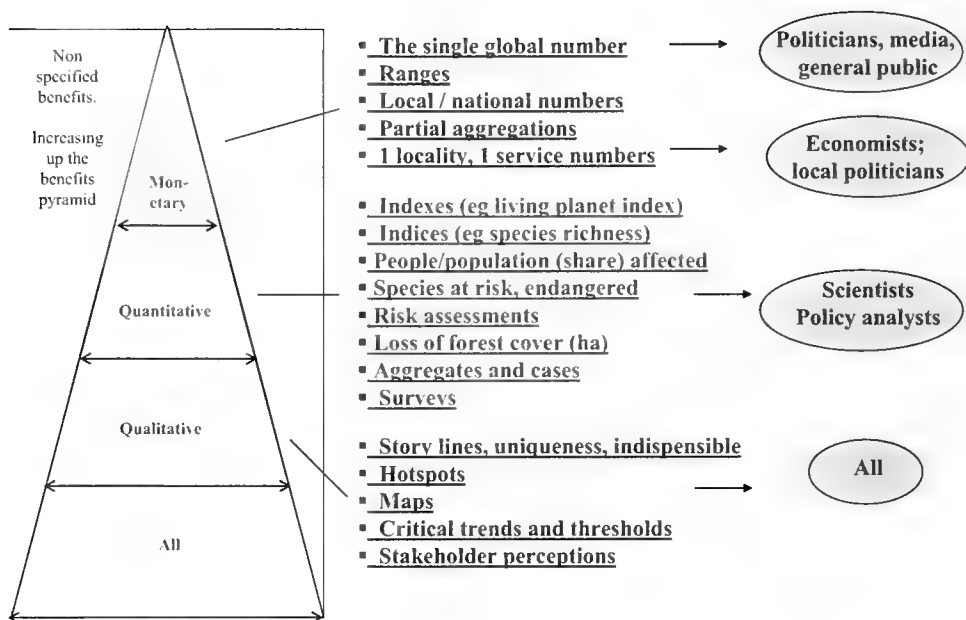 Non
specified
benefits.
Increasing
up the
benefits
pyramid
Mon-
etary
Quantitative
Qualitative
All
▪ The single global number
▪ Ranges
▪ Local / national numbers
▪ Partial aggregations
▪ 1 locality, 1 service numbers
▪ Indexes (eg living planet index)
▪ Indices (eg species richness)
▪ People/population (share) affected
▪ Species at risk, endangered
▪ Risk assessments
▪ Loss of forest cover (ha)
▪ Aggregates and cases
▪ Surveys
▪ Story lines, uniqueness, indispensible
▪ Hotspots
▪ Maps
▪ Critical trends and thresholds
▪ Stakeholder perceptions
Politicians, media,
general public
Economists;
local politicians
Scientists
Policy analysts
All